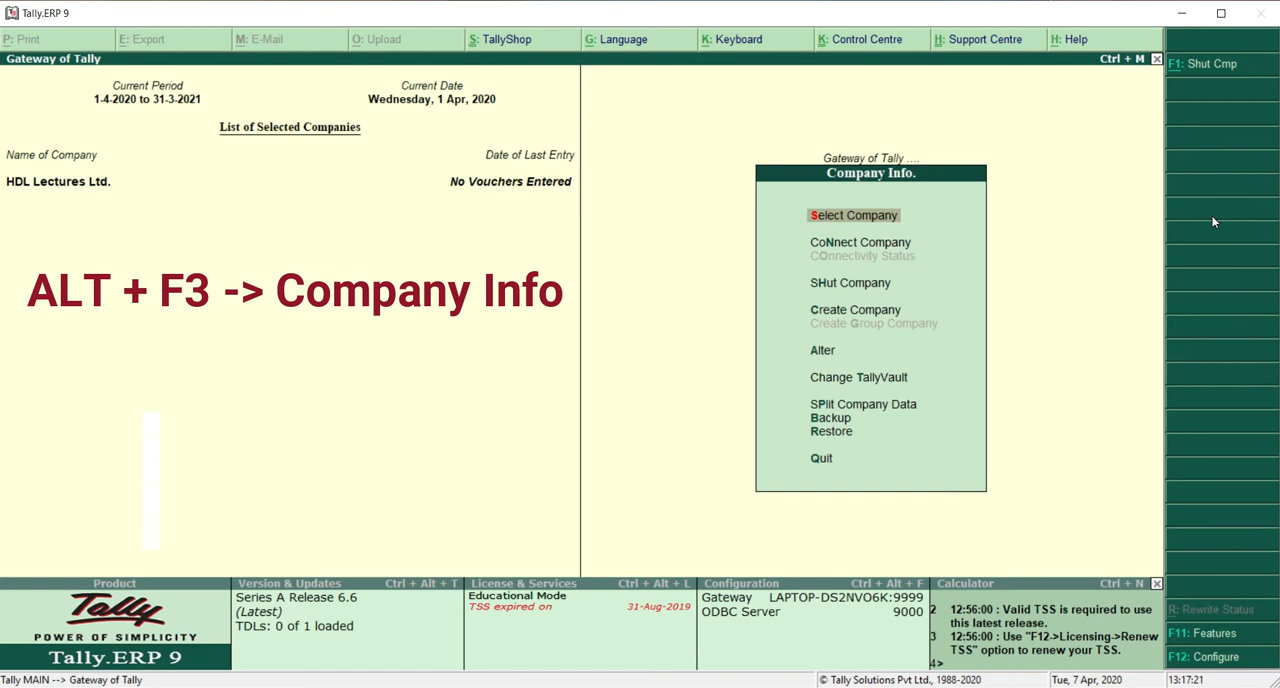 Tally.ERP 9
P: Print
E: Export
M: E-Mail
O: Upload
S: TallyShop
G: Language
K: Keyboard
K: Control Centre
H: Support Centre
H: Help
Gateway of Tally
Ctrl + M
F1: Shut Cmp
Current Period
1-4-2020 to 31-3-2021
Current Date
Wednesday, 1 Apr, 2020
List of Selected Companies
Name of Company
Date of Last Entry
HDL Lectures Ltd.
No Vouchers Entered
ALT + F3 -> Company Info
Gateway of Tally ....
Company Info.
Select Company
CoNnect Company
COnnectivity Status
SHut Company
Create Company
Create Group Company
Alter
Change TallyVault
SPlit Company Data
Backup
Restore
Quit
Product
Tally
POWER OF SIMPLICITY
Tally.ERP 9
Version & Updates
Ctrl + Alt + T
Series A Release 6.6
(Latest)
TDLs: 0 of 1 loaded
License & Services
Ctrl + Alt + L
Educational Mode
TSS expired on
31-Aug-2019
Configuration
Ctrl + Alt + F
Gateway
LAPTOP-DS2NVO6K:9999
ODBC Server
9000
Calculator
Ctrl + N
2 12:56:00 : Valid TSS is required to use
this latest release.
3 12:56:00 : Use "F12->Licensing->Renew
TSS" option to renew your TSS.
4>
R: Rewrite Status
F11: Features
F12: Configure
Tally MAIN --> Gateway of Tally
© Tally Solutions Pvt Ltd., 1988-2020
Tue, 7 Apr, 2020
13:17:21